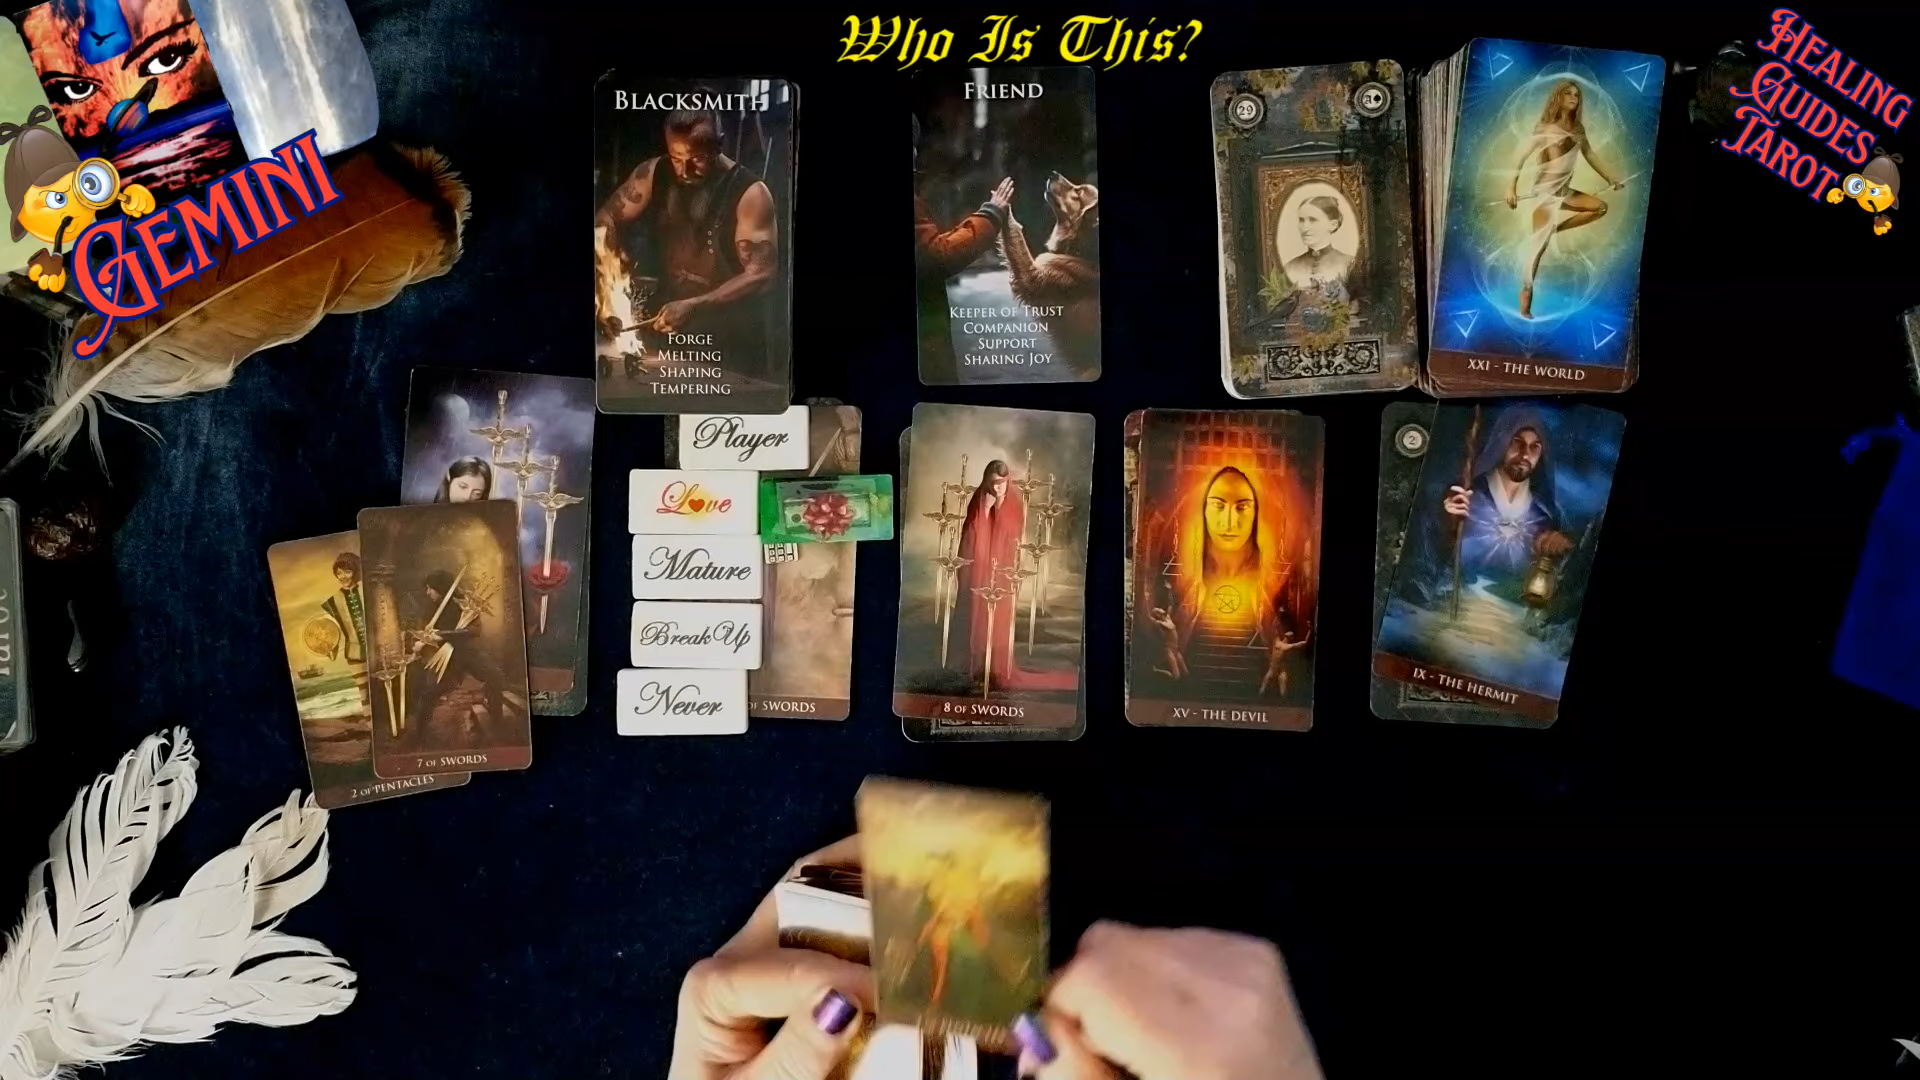 Who Is This?
GEMINI
HEALING
GUIDES
TAROT
BLACKSMITH
FORGE
MELTING
SHAPING
TEMPERING
FRIEND
KEEPER OF TRUST
COMPANION
SUPPORT
SHARING JOY
29
XXI - THE WORLD
Player
Love
Mature
Break Up
Never
OF SWORDS
8 OF SWORDS
XV - THE DEVIL
2
IX - THE HERMIT
7 OF SWORDS
2 OF PENTACLES